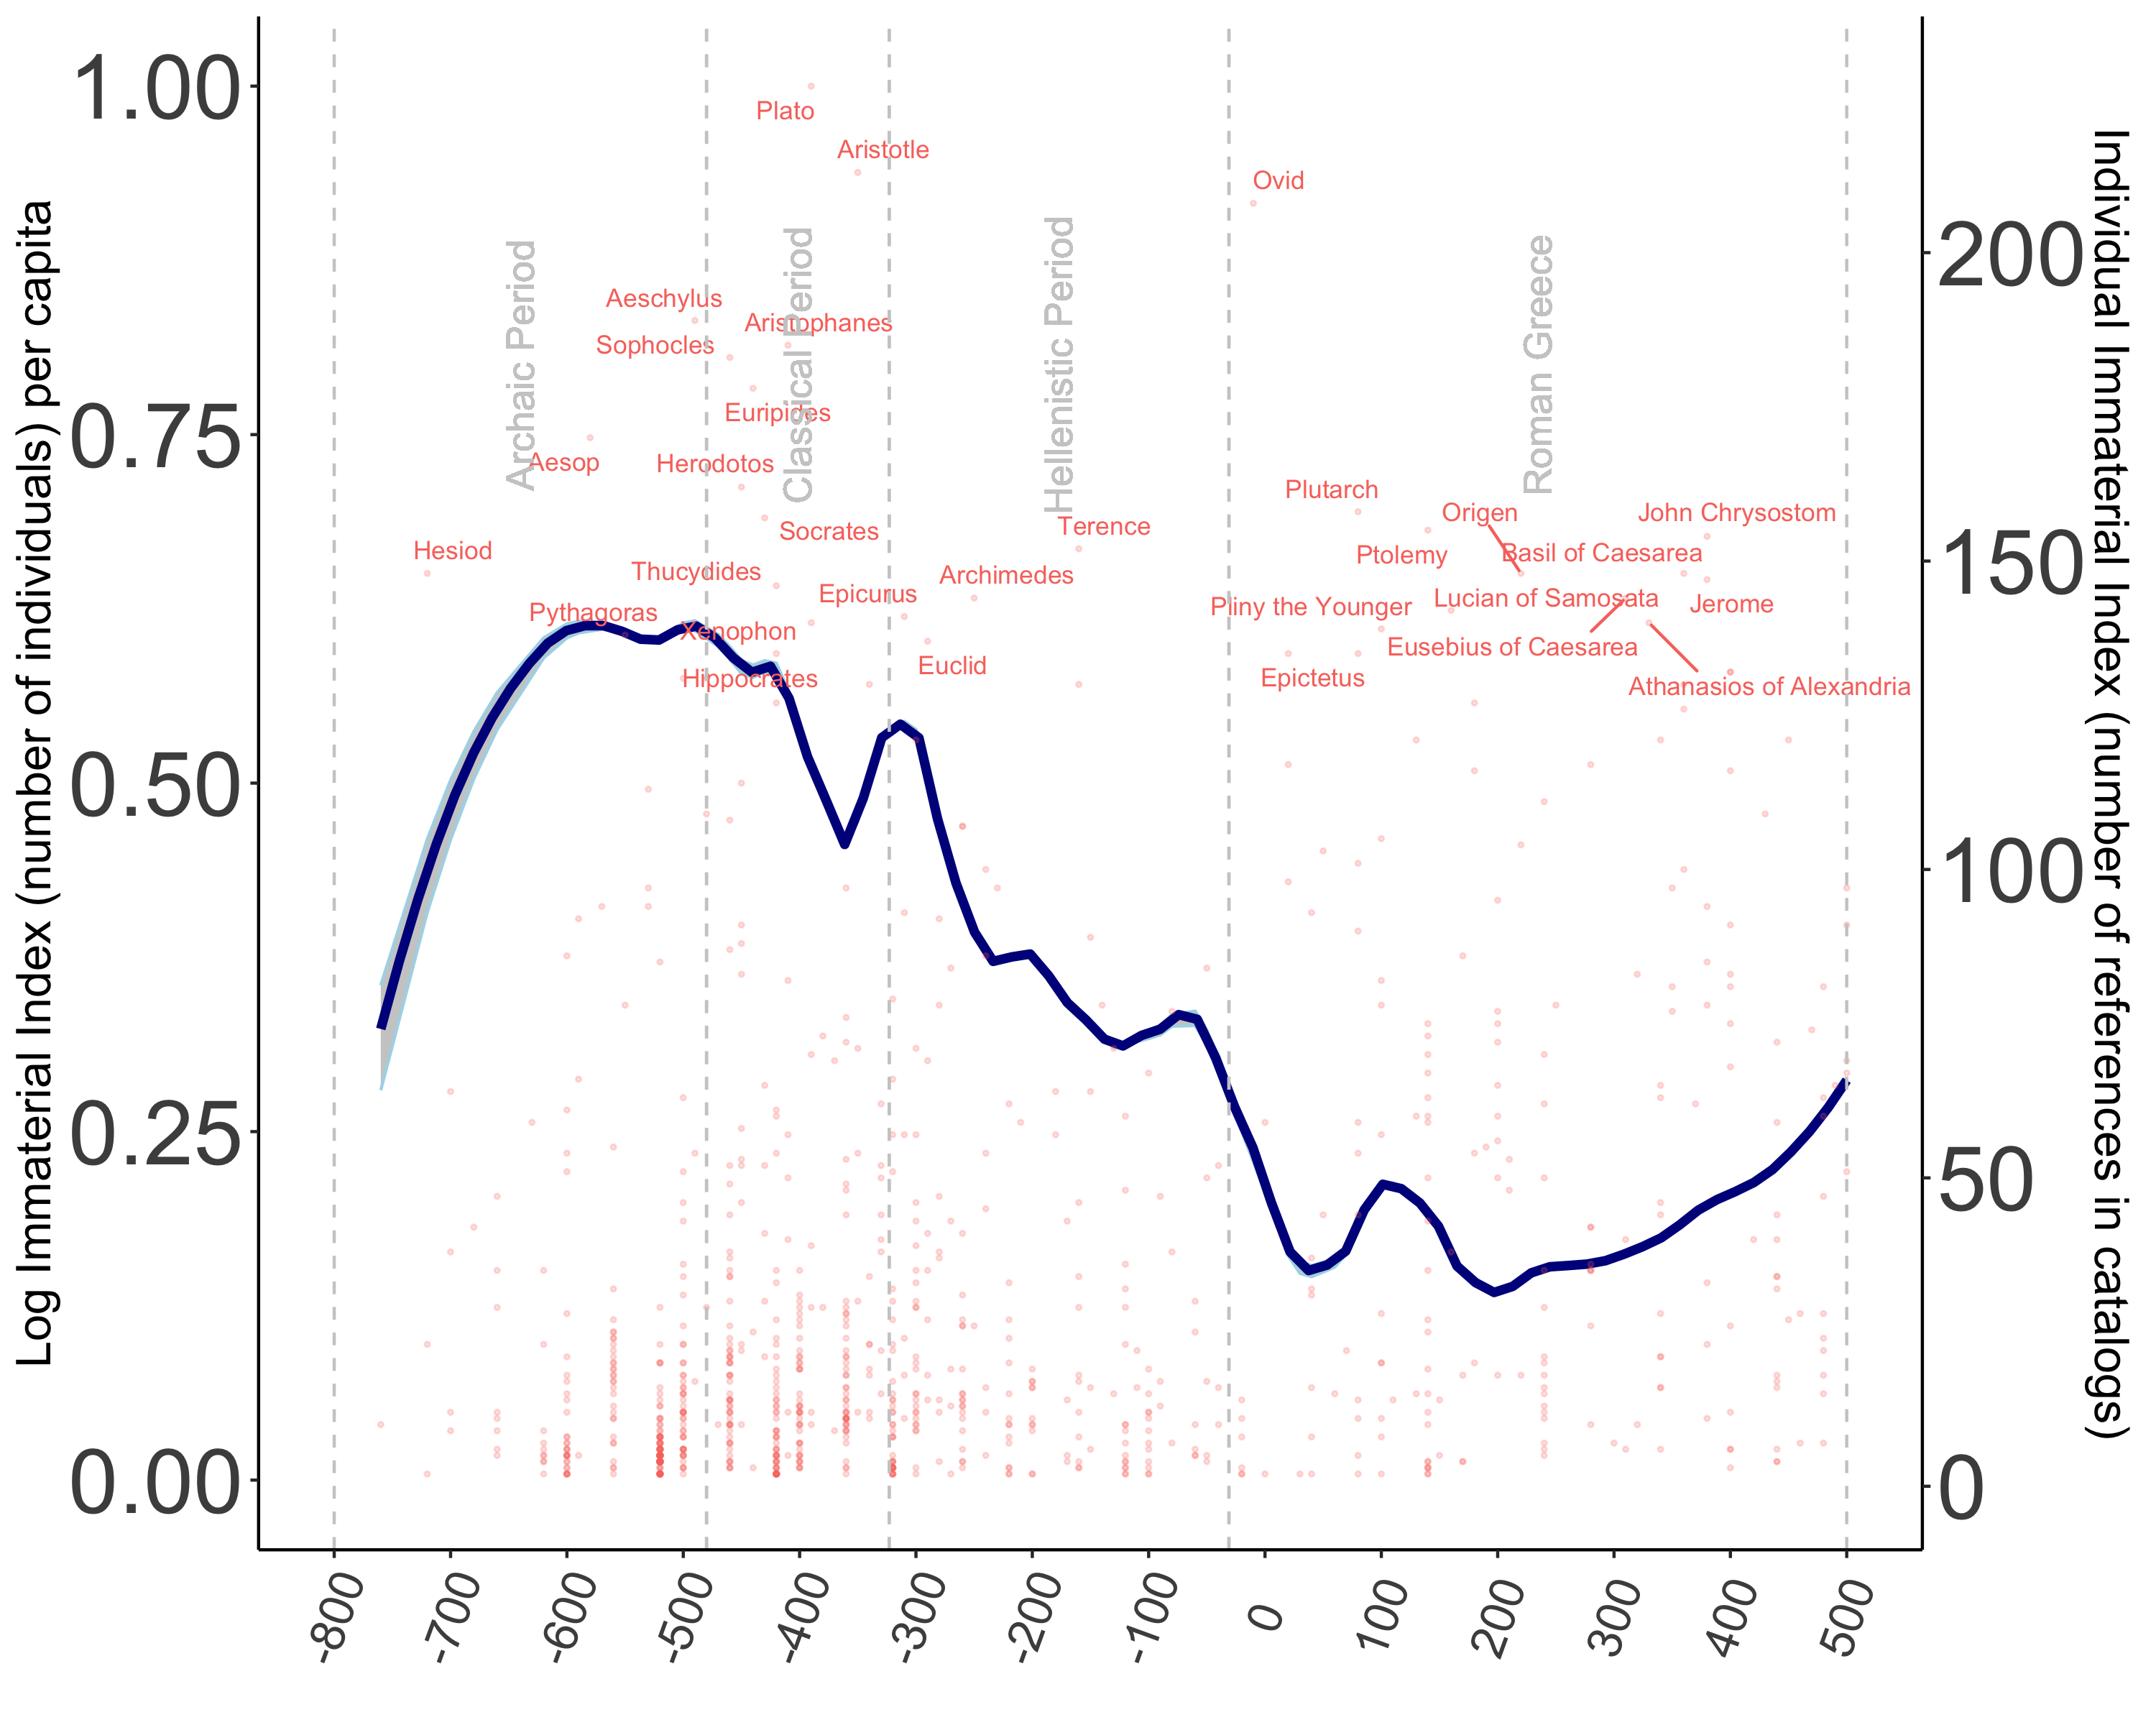 Log Immaterial Index (number of individuals) per capita
1.00
0.75
0.50
0.25
0.00
Plato
Aristotle
Ovid
Archaic Period
Classical Period
Hellenistic Period
Roman Greece
Aeschylus
Aristophanes
Sophocles
Euripides
Aesop
Herodotos
Plutarch
Origen
John Chrysostom
Socrates
Terence
Hesiod
Ptolemy
Basil of Caesarea
Thucydides
Archimedes
Epicurus
Lucian of Samosata
Jerome
Pliny the Younger
Pythagoras
Xenophon
Eusebius of Caesarea
Euclid
Hippocrates
Epictetus
Athanasios of Alexandria
200
150
100
50
0
Individual Immaterial Index (number of references in catalogs)
-800
-700
-600
-500
-400
-300
-200
-100
0
100
200
300
400
500